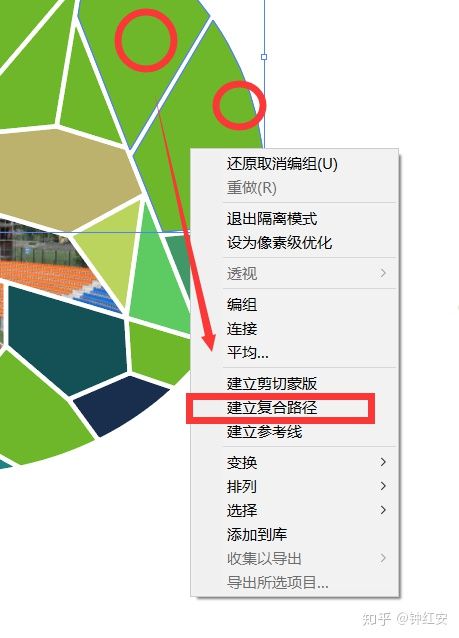 还原取消编组(U)
重做(R)
退出隔离模式
设为像素级优化
透视
编组
连接
平均...
建立剪切蒙版
建立复合路径
建立参考线
变换
排列
选择
添加到库
收集以导出
导出所选项目...
知乎 @钟红安